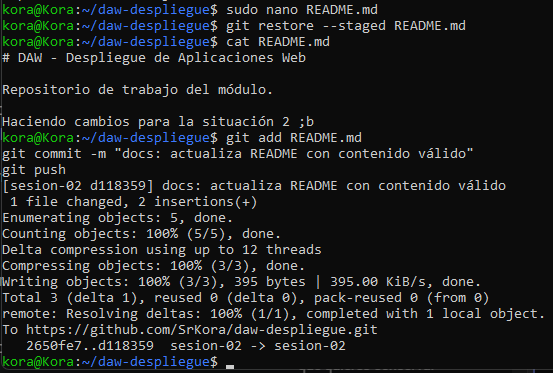 kora@Kora:~/daw-despliegue$ sudo nano README.md
kora@Kora:~/daw-despliegue$ git restore --staged README.md
kora@Kora:~/daw-despliegue$ cat README.md
# DAW - Despliegue de Aplicaciones Web
Repositorio de trabajo del módulo.
Haciendo cambios para la situación 2 ;b
kora@Kora:~/daw-despliegue$ git add README.md
git commit -m "docs: actualiza README con contenido válido"
git push
[sesion-02 d118359] docs: actualiza README con contenido válido
 1 file changed, 2 insertions(+)
Enumerating objects: 5, done.
Counting objects: 100% (5/5), done.
Delta compression using up to 12 threads
Compressing objects: 100% (3/3), done.
Writing objects: 100% (3/3), 395 bytes | 395.00 KiB/s, done.
Total 3 (delta 1), reused 0 (delta 0), pack-reused 0 (from 0)
remote: Resolving deltas: 100% (1/1), completed with 1 local object.
To https://github.com/SrKora/daw-despliegue.git
   2650fe7..d118359  sesion-02 -> sesion-02
kora@Kora:~/daw-despliegue$